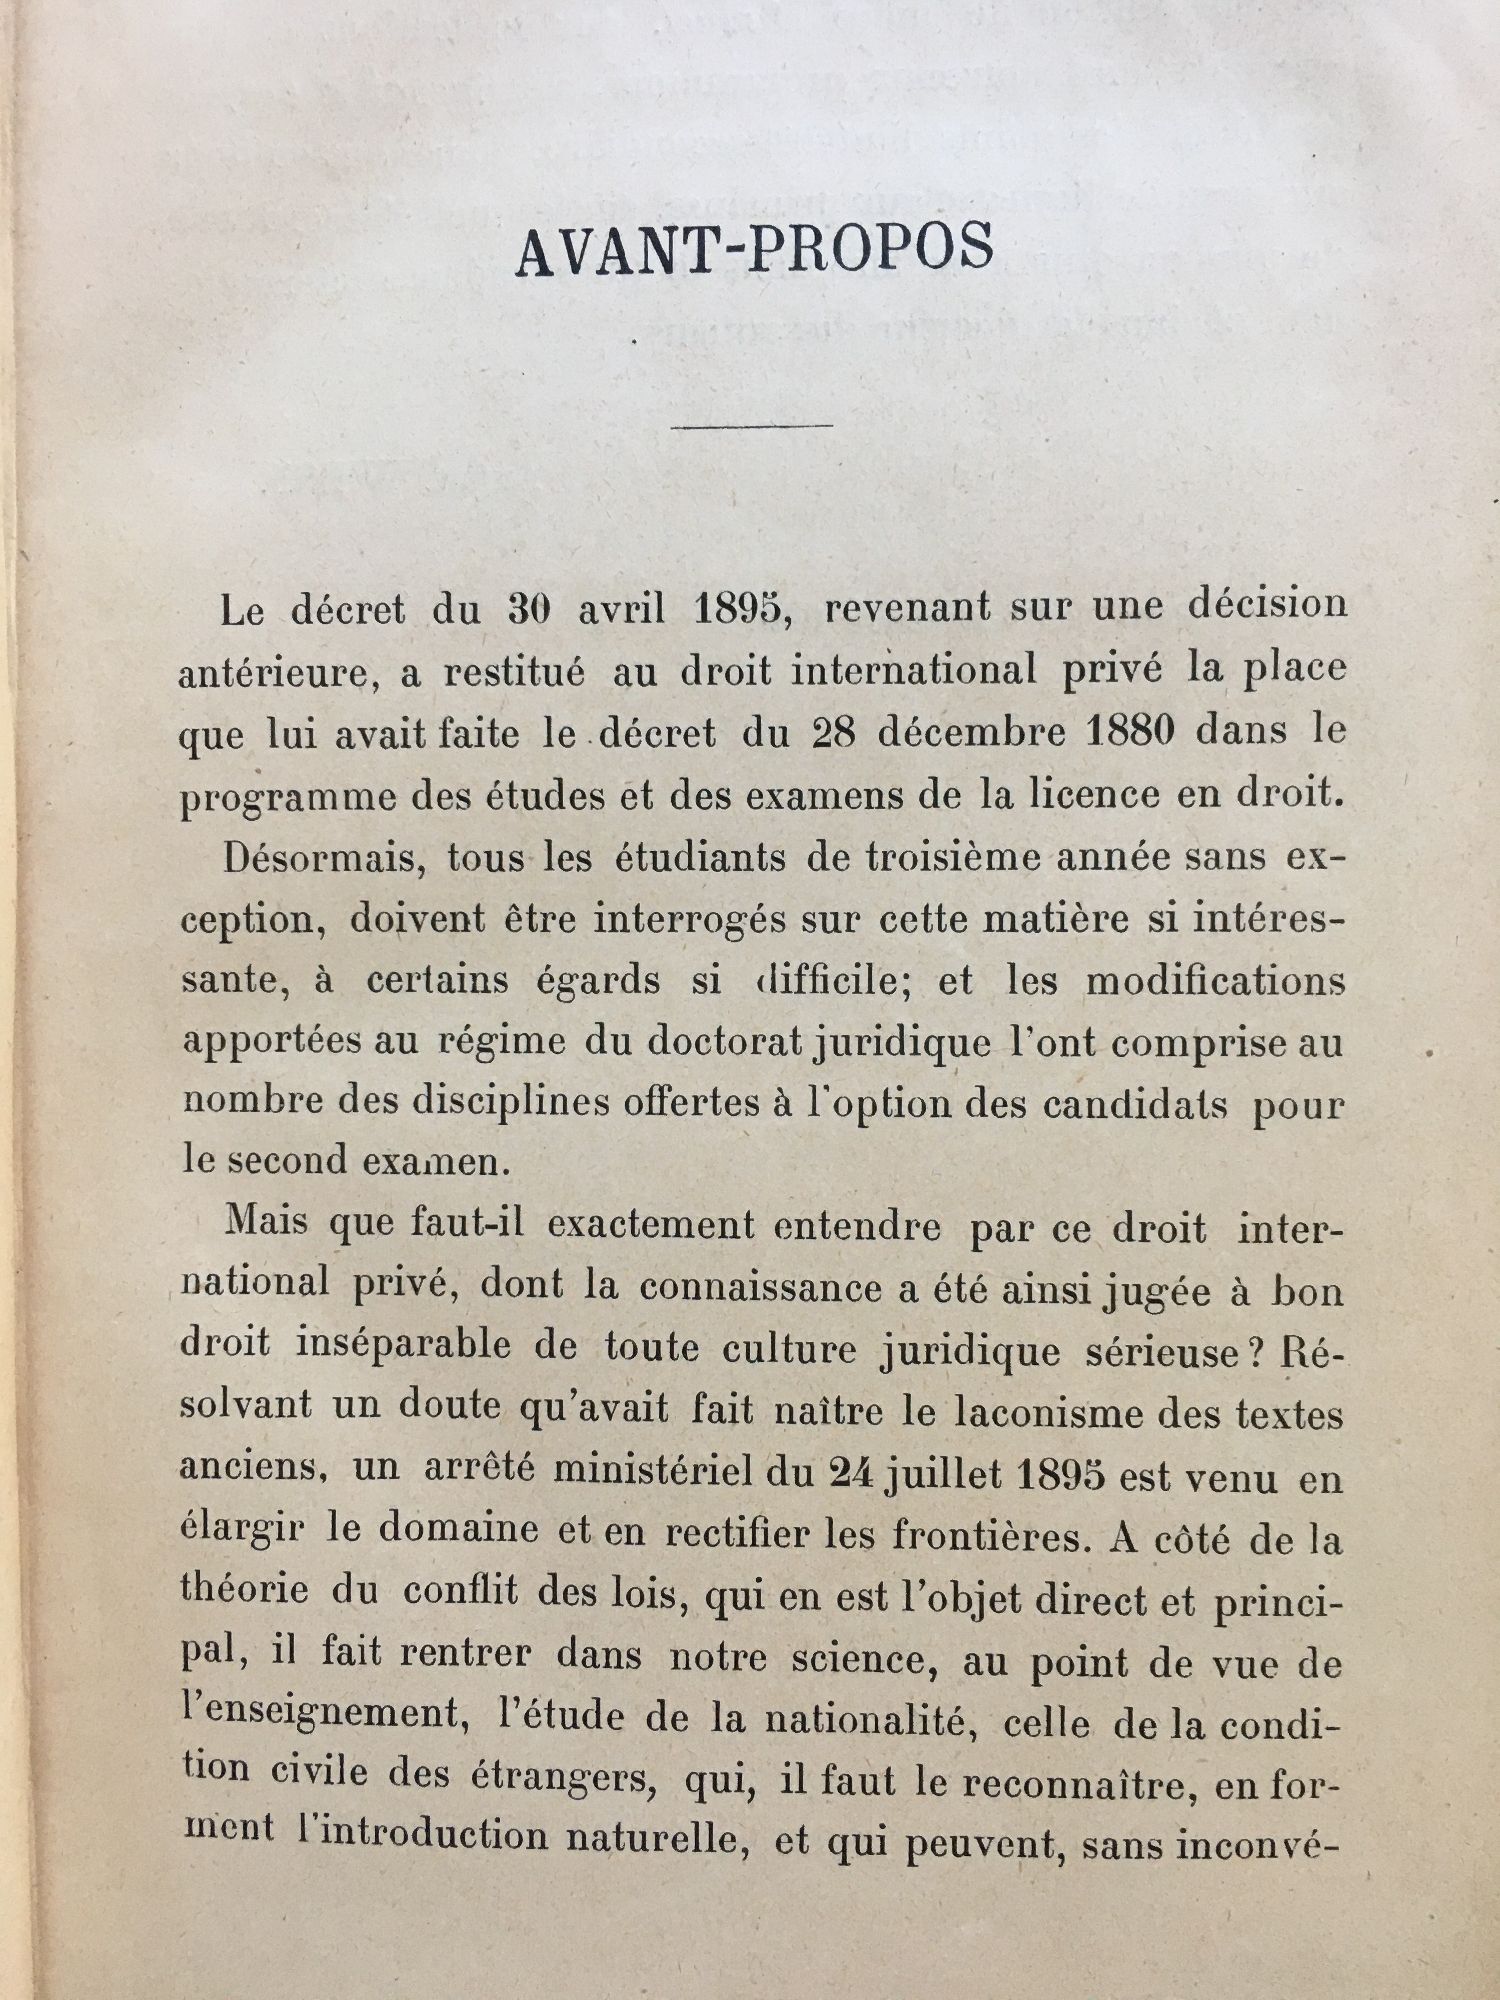 AVANT-PROPOS
Le décret du 30 avril 1895, revenant sur une décision
antérieure, a restitué au droit international privé la place
que lui avait faite le décret du 28 décembre 1880 dans le
programme des études et des examens de la licence en droit.
Désormais, tous les étudiants de troisième année sans ex-
ception, doivent être interrogés sur cette matière si intéres-
sante, à certains égards si difficile; et les modifications
apportées au régime du doctorat juridique l'ont comprise au
nombre des disciplines offertes à l'option des candidats pour
le second examen.
Mais que faut-il exactement entendre par ce droit inter-
national privé, dont la connaissance a été ainsi jugée à bon
droit inséparable de toute culture juridique sérieuse? Ré-
solvant un doute qu'avait fait naître le laconisme des textes
anciens, un arrêté ministériel du 24 juillet 1895 est venu en
élargir le domaine et en rectifier les frontières. A côté de la
théorie du conflit des lois, qui en est l'objet direct et princi-
pal, il fait rentrer dans notre science, au point de vue de
l'enseignement, l'étude de la nationalité, celle de la condi-
tion civile des étrangers, qui, il faut le reconnaître, en for-
ment l'introduction naturelle, et qui peuvent, sans inconvé-